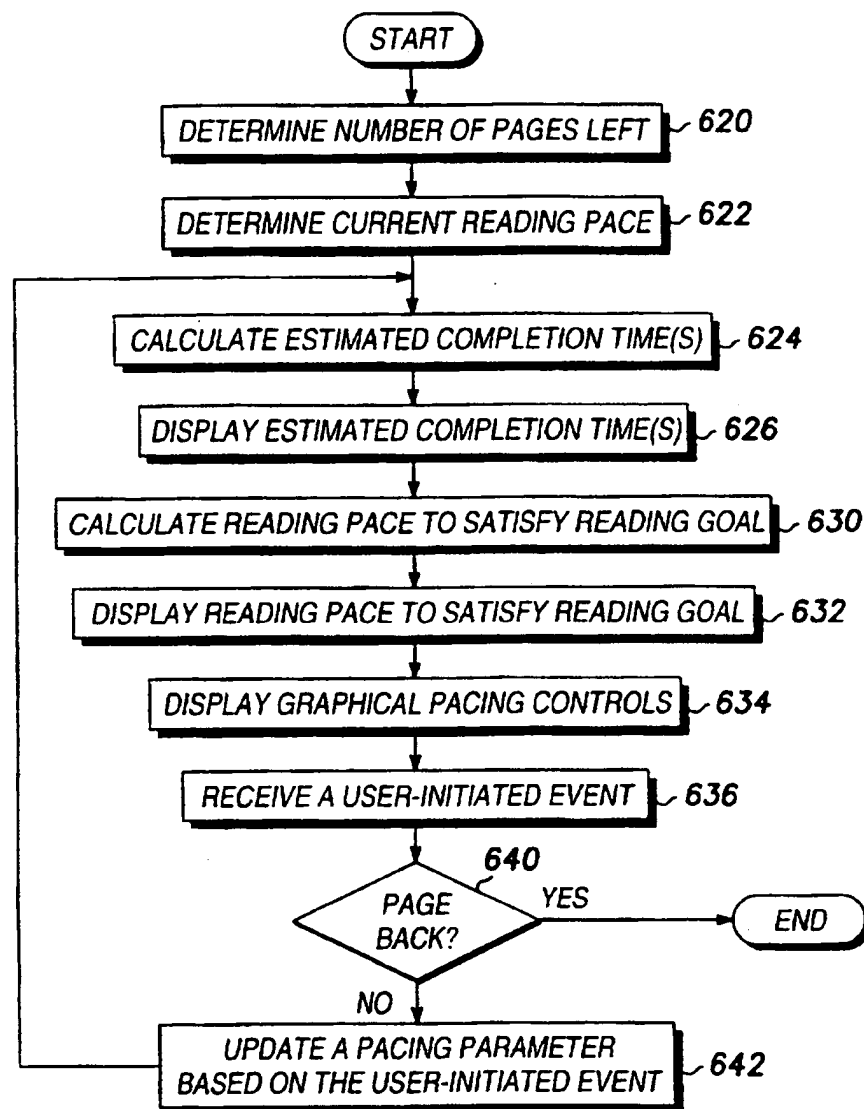 START
DETERMINE NUMBER OF PAGES LEFT 620
DETERMINE CURRENT READING PACE 622
CALCULATE ESTIMATED COMPLETION TIME(S) 624
DISPLAY ESTIMATED COMPLETION TIME(S) 626
CALCULATE READING PACE TO SATISFY READING GOAL 630
DISPLAY READING PACE TO SATISFY READING GOAL 632
DISPLAY GRAPHICAL PACING CONTROLS 634
RECEIVE A USER-INITIATED EVENT 636
640
PAGE
BACK?
YES
END
NO
UPDATE A PACING PARAMETER
BASED ON THE USER-INITIATED EVENT 642